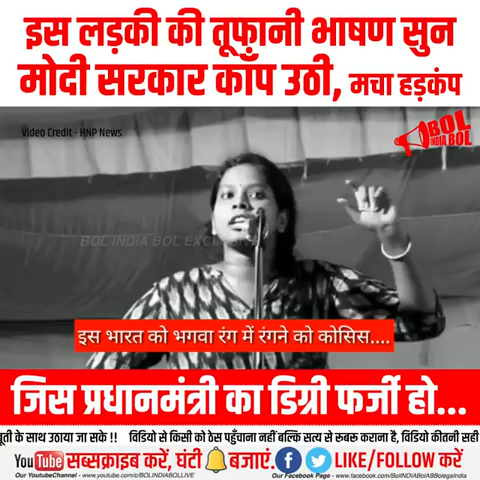 इस लड़की की तूफ़ानी भाषण सुन
मोदी सरकार काँप उठी, मचा हड़कंप
Video Credit - HNP News
BOL
INDIA BOL
BOL INDIA BOL
इस भारत को भगवा रंग में रंगने को कोसिस....
जिस प्रधानमंत्री का डिग्री फर्जी हो...
के साथ उठाया जा सके !! विडियो से किसी को ठेस पहुँचाना नहीं बल्कि सत्य से रूबरू कराना है, विडियो कीतनी सही
YouTube सब्सक्राइब करें, घंटी बजाएं. LIKE/FOLLOW करें
Our YoutubeChannel - www.youtube.com/c/BOLINDIABOLLIVE Our Facebook Page - www.facebook.com/BolINDIABolABBolegaIndia